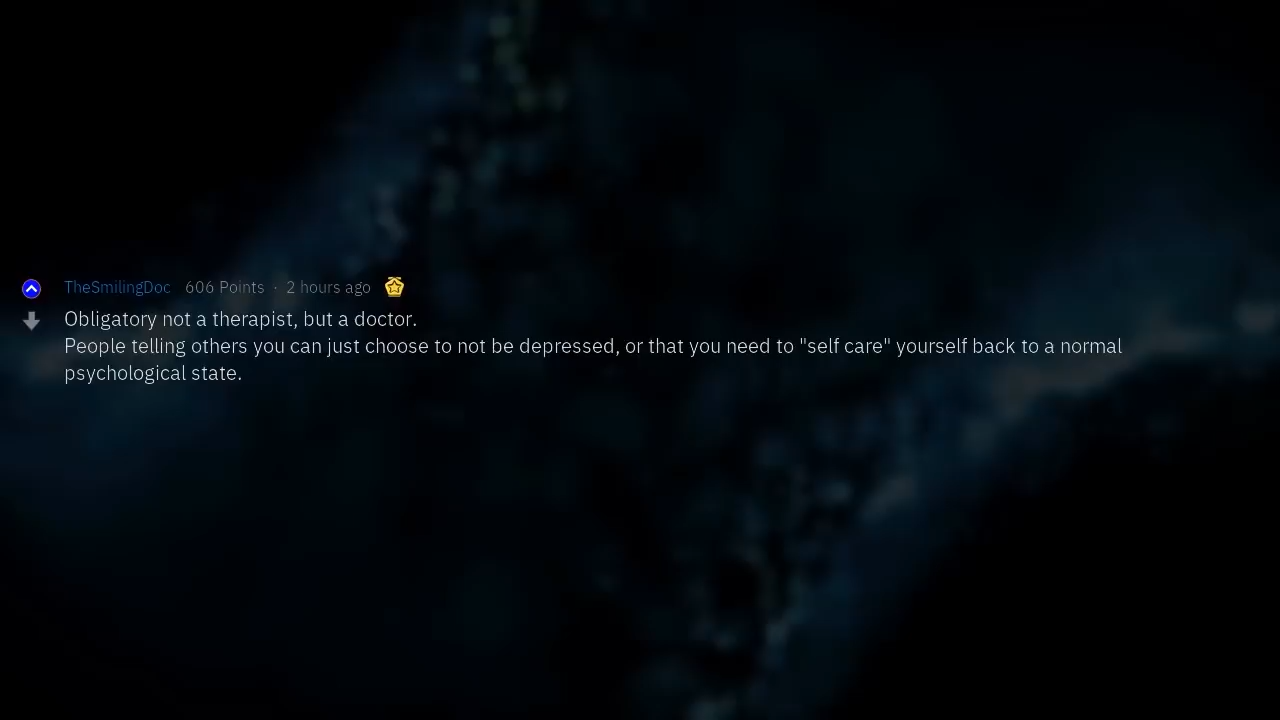 TheSmilingDoc 606 Points · 2 hours ago
Obligatory not a therapist, but a doctor.
People telling others you can just choose to not be depressed, or that you need to "self care" yourself back to a normal
psychological state.